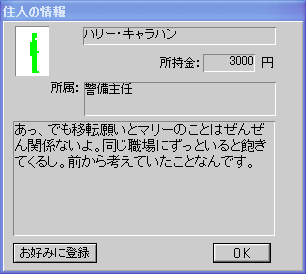 住人の情報
ハリー・キャラハン
所持金: 3000 円
所属: 警備主任
あっ、でも移転願いとマリーのことはぜんぜ
ん関係ないよ。同じ職場にずっといると飽き
てくるし。前から考えていたことなんです。
お好みに登録 OK